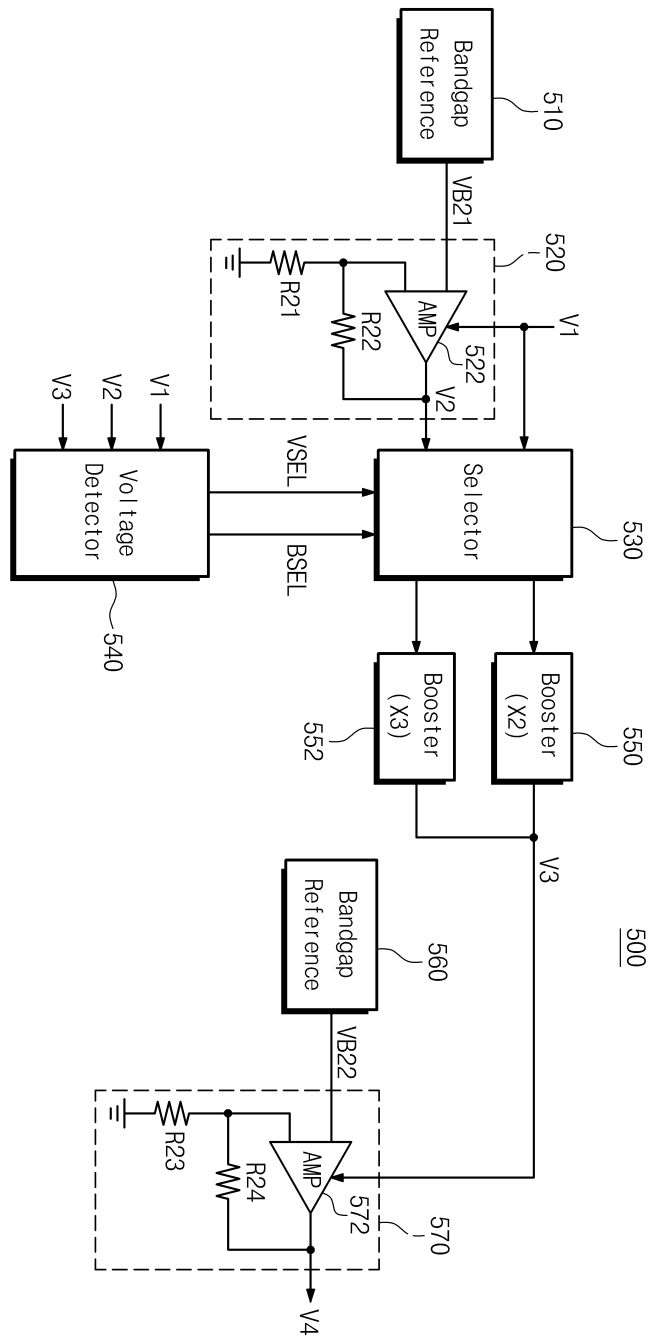 500
Bandgap
Reference
510
VB21
520
V1
AMP
522
R22
R21
V2
Selector
530
VSEL
BSEL
V1
V2
V3
Voltage
Detector
540
Booster
(X2)
550
Booster
(X3)
552
V3
Bandgap
Reference
560
VB22
AMP
572
570
R24
R23
V4